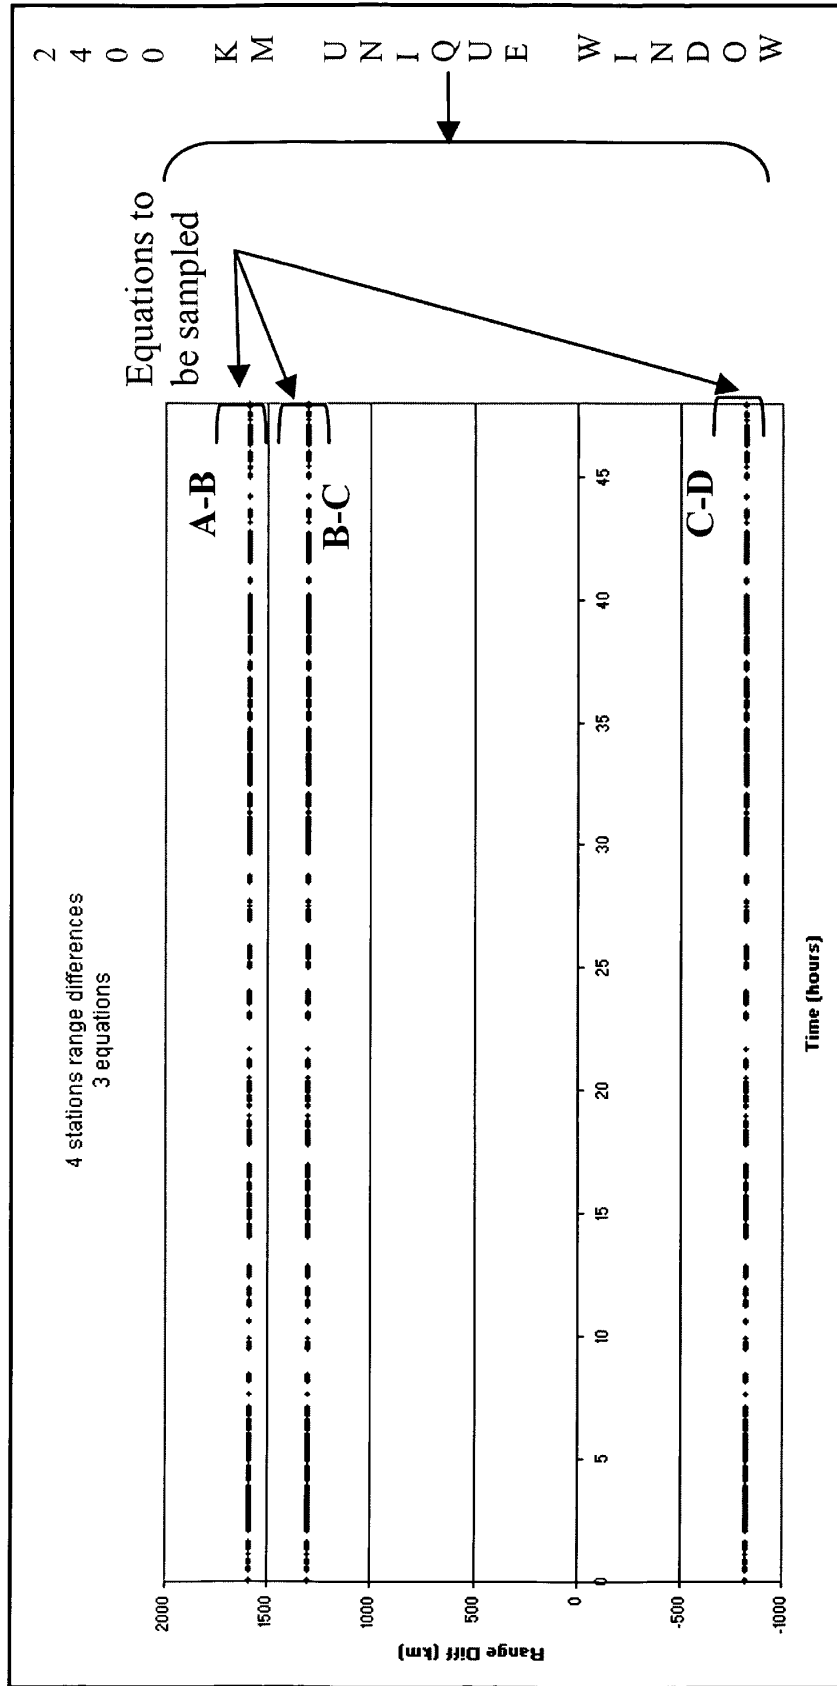 4 stations range differences
3 equations
Equations to
be sampled
2400 KM UNIQUE WINDOW
A-B
B-C
C-D
2000
1500
1000
500
0
-500
-1000
0
5
10
15
20
25
30
35
40
45
Range Diff (km)
Time (hours)